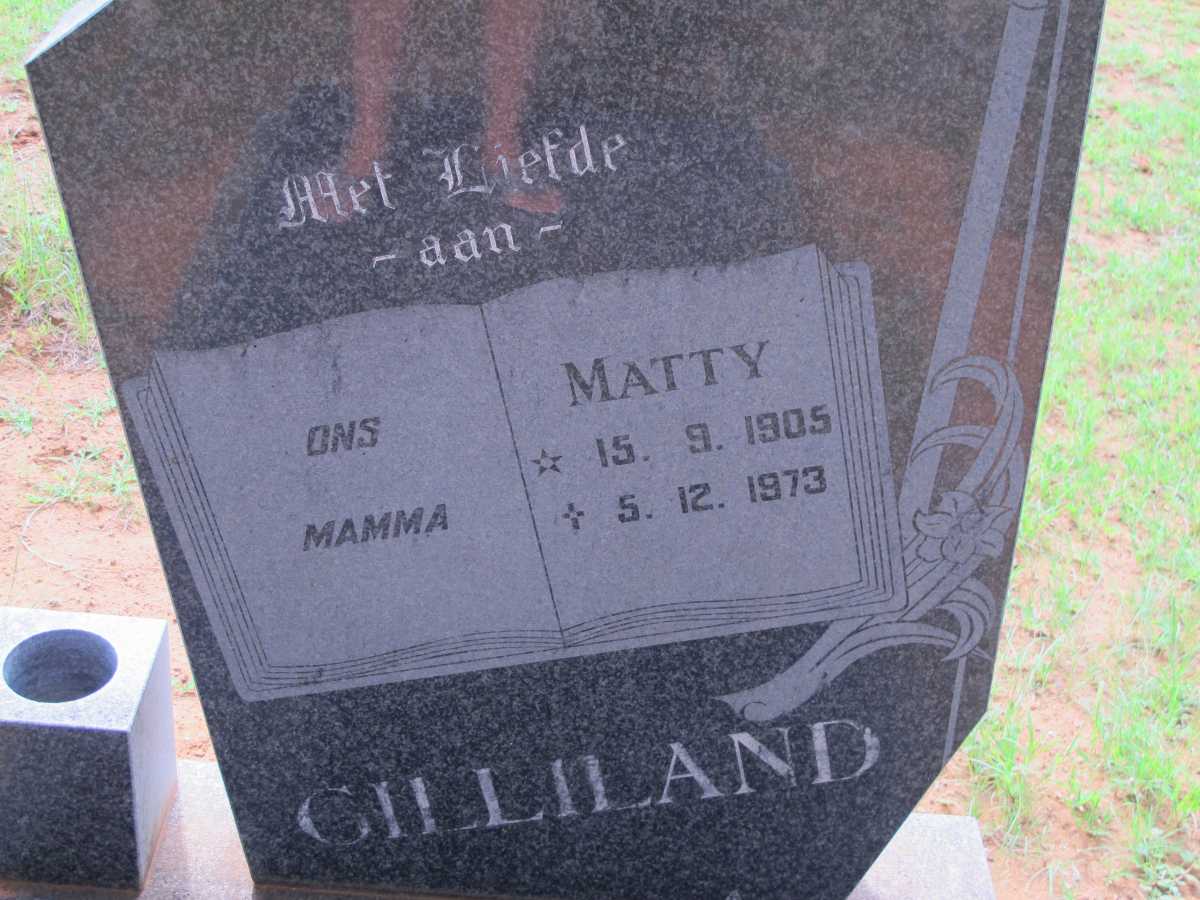 Met Liefde
- aan -
ONS
MAMMA
MATTY
☆ 15. 9. 1905
✝ 5. 12. 1973
GILLILAND